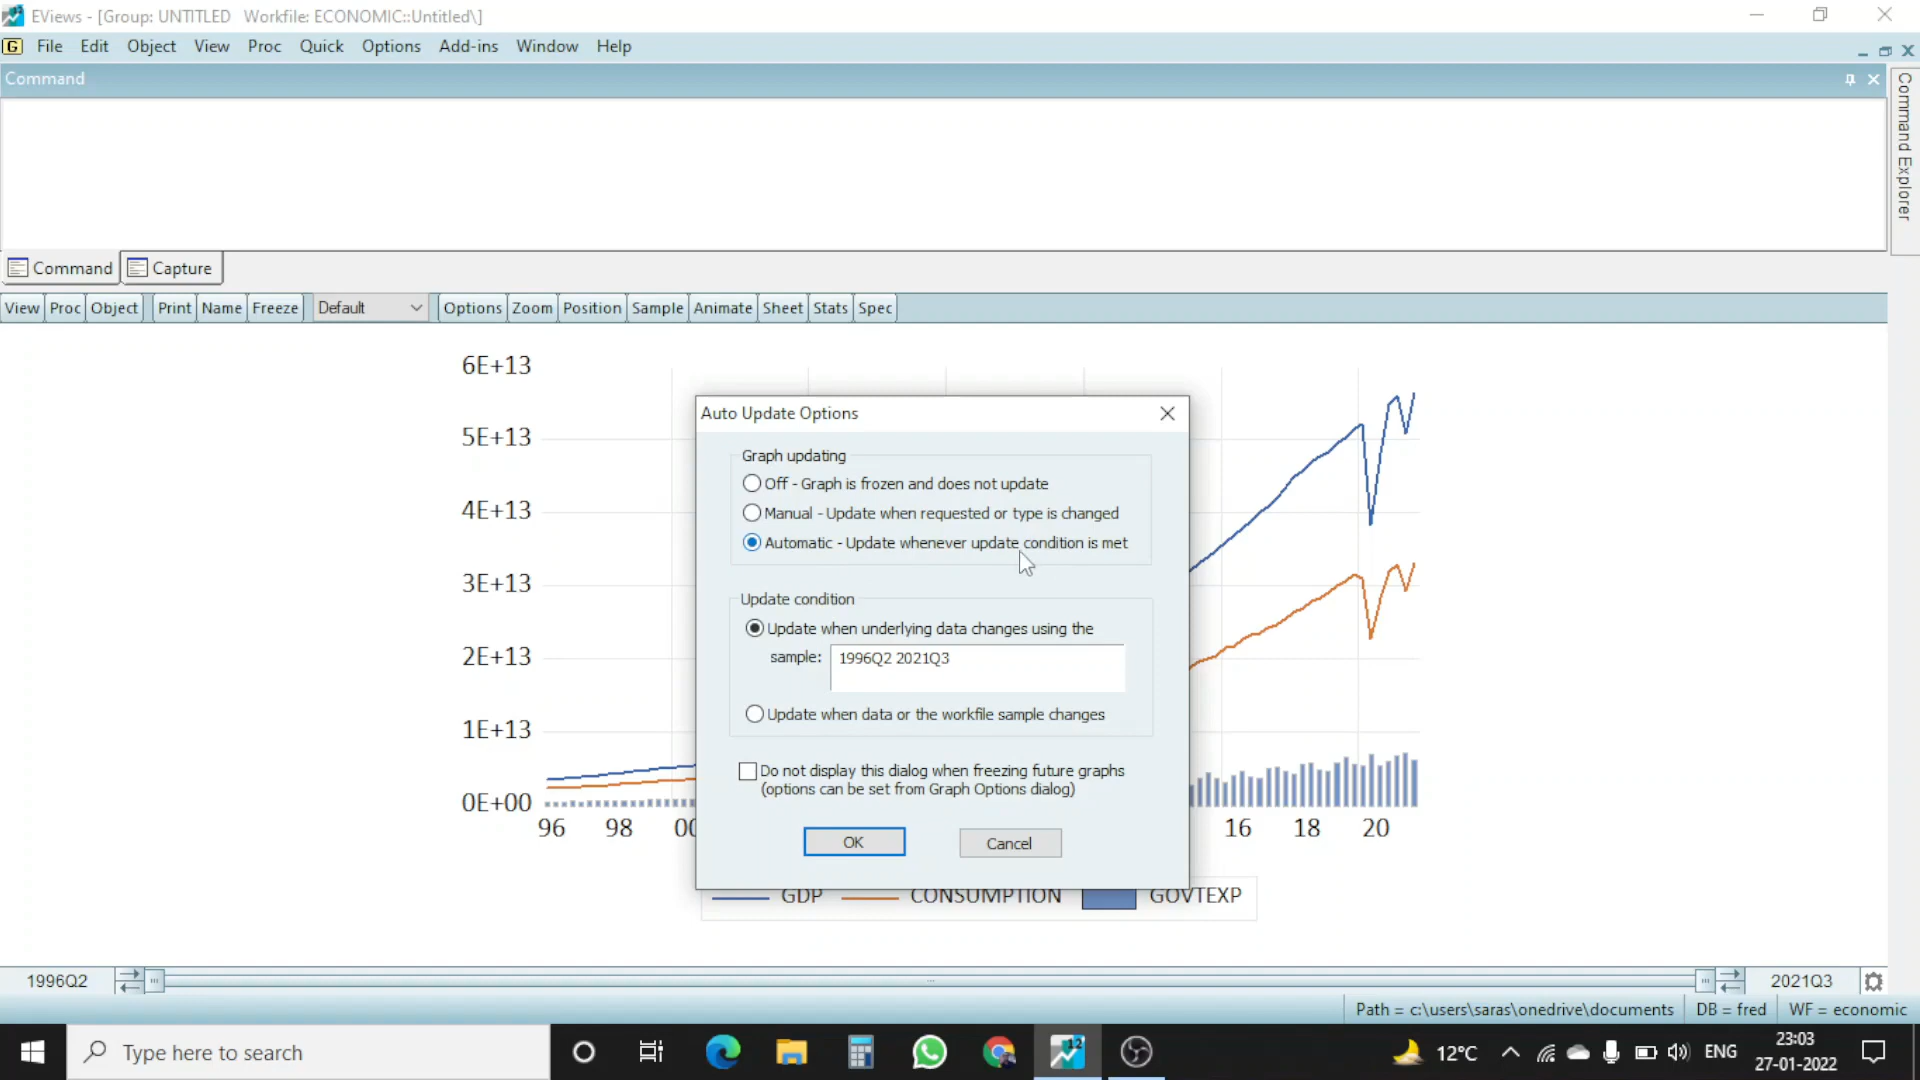 EViews - [Group: UNTITLED   Workfile: ECONOMIC::Untitled\]
G File Edit Object View Proc Quick Options Add-ins Window Help
Command
Command Explorer
Command Capture
View Proc Object Print Name Freeze Default Options Zoom Position Sample Animate Sheet Stats Spec
6E+13
5E+13
4E+13
3E+13
2E+13
1E+13
0E+00
96 98 00 16 18 20
Auto Update Options
Graph updating
Off - Graph is frozen and does not update
Manual - Update when requested or type is changed
Automatic - Update whenever update condition is met
Update condition
Update when underlying data changes using the
sample: 1996Q2 2021Q3
Update when data or the workfile sample changes
Do not display this dialog when freezing future graphs
(options can be set from Graph Options dialog)
OK Cancel
GDP CONSUMPTION GOVTEXP
1996Q2 2021Q3
Path = c:\users\saras\onedrive\documents DB = fred WF = economic
Type here to search
12
12°C ENG 23:03
27-01-2022